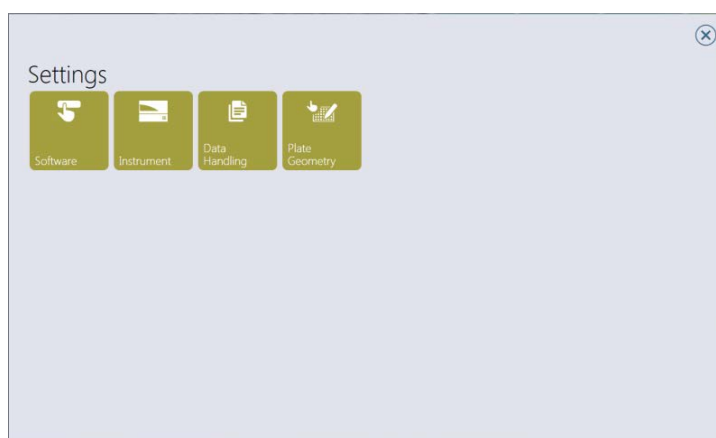 Settings
Software
Instrument
Data
Handling
Plate
Geometry